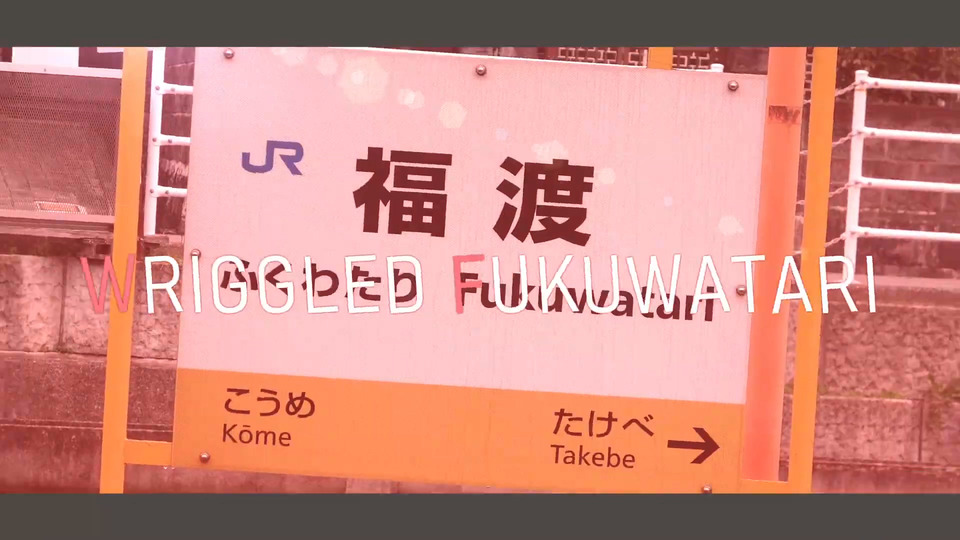 JR 福渡
ふくわたり Fukuwatari
WRIGGLED FUKUWATARI
こうめ
Kōme
たけべ
Takebe